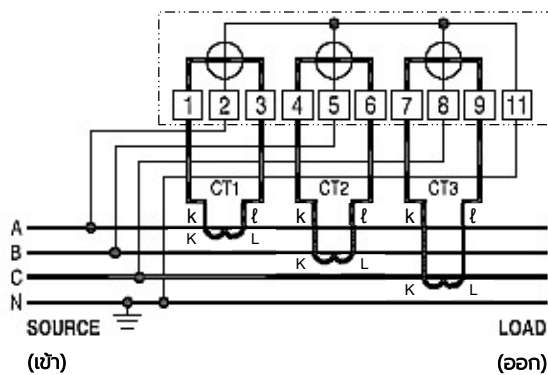 1 2 3 4 5 6 7 8 9 11
CT1 CT2 CT3
k ℓ k ℓ k ℓ
A
K L
B
K L
C
K L
N
SOURCE LOAD
(เข้า) (ออก)